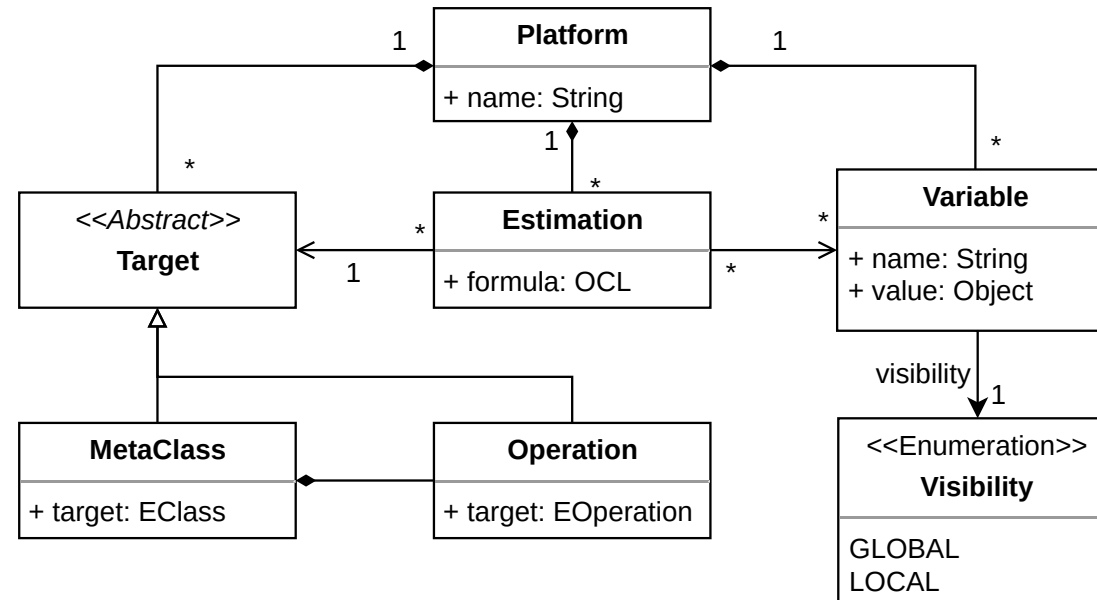 Platform
+ name: String
1
1
1
*
*
*
<<Abstract>>
Target
Estimation
+ formula: OCL
*
1
*
*
Variable
+ name: String
+ value: Object
visibility
1
MetaClass
+ target: EClass
Operation
+ target: EOperation
<<Enumeration>>
Visibility
GLOBAL
LOCAL